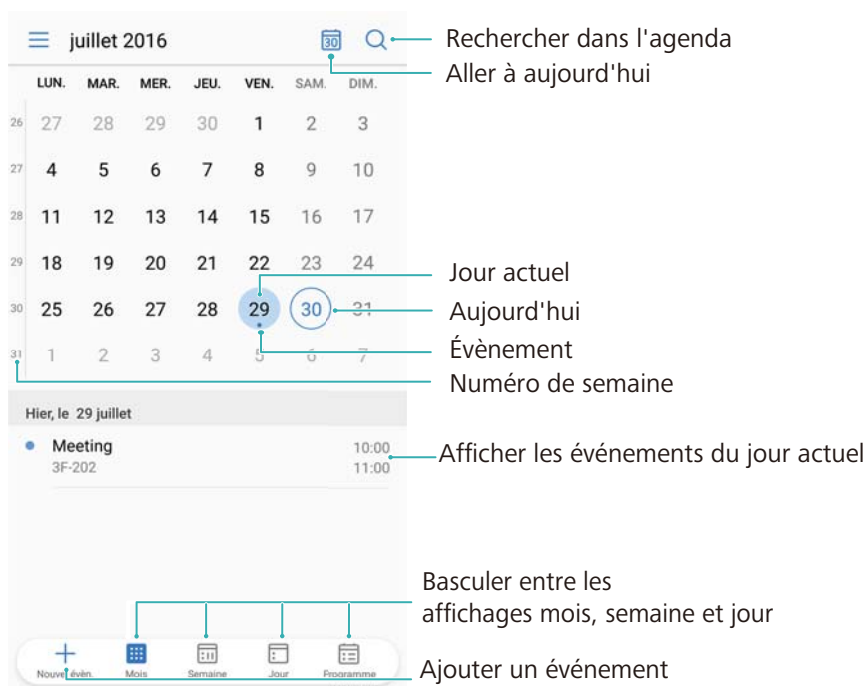 juillet 2016 30 Rechercher dans l'agenda
Aller à aujourd'hui
LUN. MAR. MER. JEU. VEN. SAM. DIM.
26 27 28 29 30 1 2 3
27 4 5 6 7 8 9 10
28 11 12 13 14 15 16 17
29 18 19 20 21 22 23 24
Jour actuel
30 25 26 27 28 29 30 31 Aujourd'hui
Évènement
31 1 2 3 4 5 6 7
Numéro de semaine
Hier, le 29 juillet
Meeting 10:00
3F-202 11:00
Afficher les événements du jour actuel
Basculer entre les
affichages mois, semaine et jour
Nouvel évèn. Mois Semaine Jour Programme
Ajouter un événement